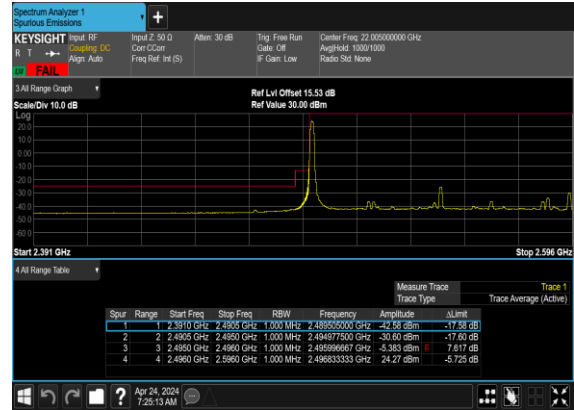 Spectrum Analyzer 1
Spurious Emissions
+
KEYSIGHT Input: RF Input Z: 50 Ω Atten: 30 dB Trig: Free Run Center Freq: 22.005000000 GHz
R T Coupling: DC Corr CCorr Gate: Off Avg|Hold: 1000/1000
Align: Auto Freq Ref: Int (S) IF Gain: Low Radio Std: None
LW FAIL
3 All Range Graph
Ref Lvl Offset 15.53 dB
Scale/Div 10.0 dB Ref Value 30.00 dBm
Log
20.0
10.0
0.00
-10.0
-20.0
-30.0
-40.0
-50.0
-60.0
Start 2.391 GHz Stop 2.596 GHz
4 All Range Table
Measure Trace Trace 1
Trace Type Trace Average (Active)
Spur Range Start Freq Stop Freq RBW Frequency Amplitude ΔLimit
1 1 2.3910 GHz 2.4905 GHz 1.000 MHz 2.489505000 GHz -42.58 dBm -17.58 dB
2 2 2.4905 GHz 2.4950 GHz 1.000 MHz 2.494977500 GHz -30.60 dBm -17.60 dB
3 3 2.4950 GHz 2.4960 GHz 1.000 MHz 2.495996667 GHz -5.383 dBm F 7.617 dB
4 4 2.4960 GHz 2.5960 GHz 1.000 MHz 2.496833333 GHz 24.27 dBm -5.725 dB
? Apr 24, 2024
7:25:13 AM